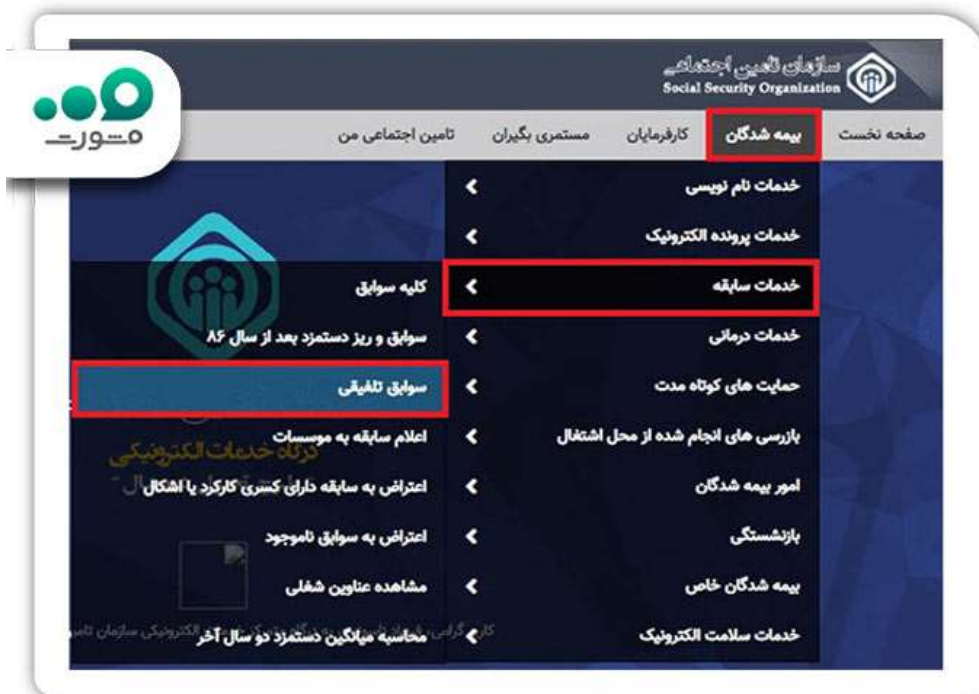 مشورت
سازمان تامین اجتماعی
Social Security Organization
صفحه نخست
بیمه شدگان
کارفرمایان
مستمری بگیران
تامین اجتماعی من
خدمات نام نویسی
خدمات پرونده الکترونیک
خدمات سابقه
خدمات درمانی
حمایت های کوتاه مدت
بازرسی های انجام شده از محل اشتغال
امور بیمه شدگان
بازنشستگی
بیمه شدگان خاص
خدمات سلامت الکترونیک
کلیه سوابق
سوابق و ریز دستمزد بعد از سال ۸۶
سوابق تلفیقی
اعلام سابقه به موسسات
اعتراض به سابقه دارای کسری کارکرد یا اشکال
اعتراض به سوابق ناموجود
مشاهده عناوین شغلی
محاسبه میانگین دستمزد دو سال آخر
درگاه خدمات الکترونیکی